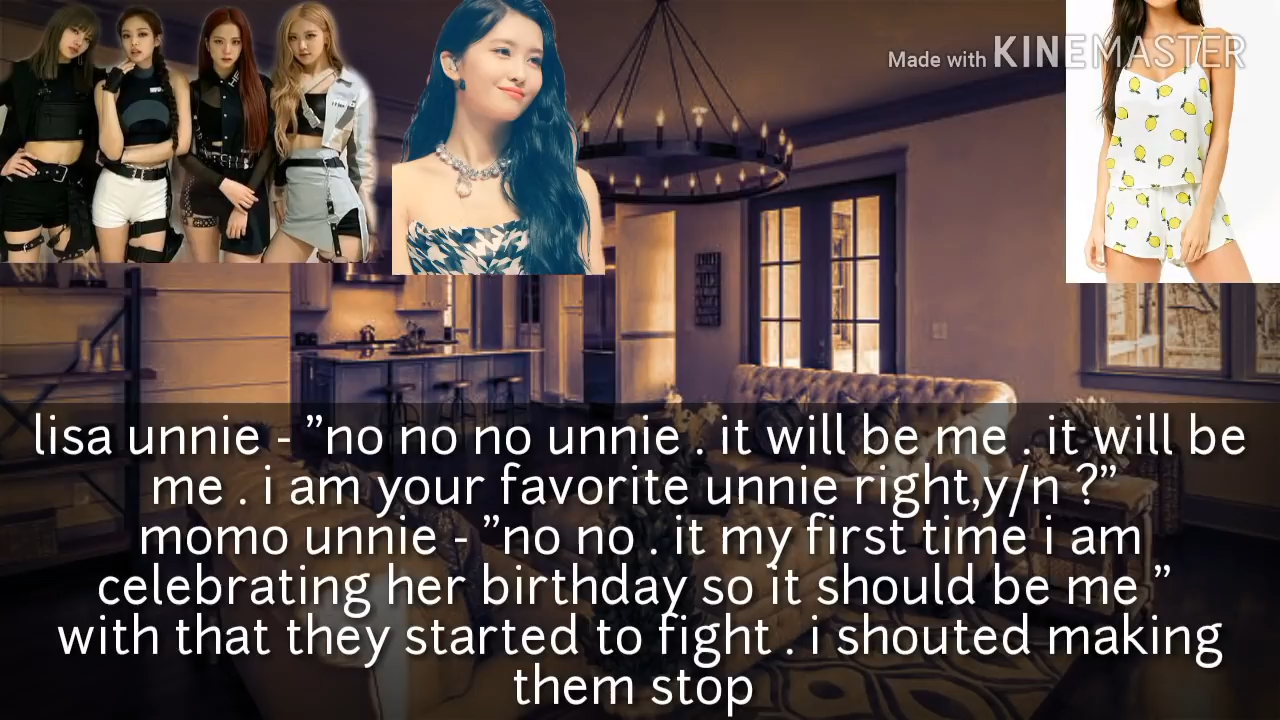 Made with KINEMASTER
lisa unnie - ”no no no unnie . it will be me . it will be
me . i am your favorite unnie right,y/n ?”
momo unnie - ”no no . it my first time i am
celebrating her birthday so it should be me ”
with that they started to fight . i shouted making
them stop